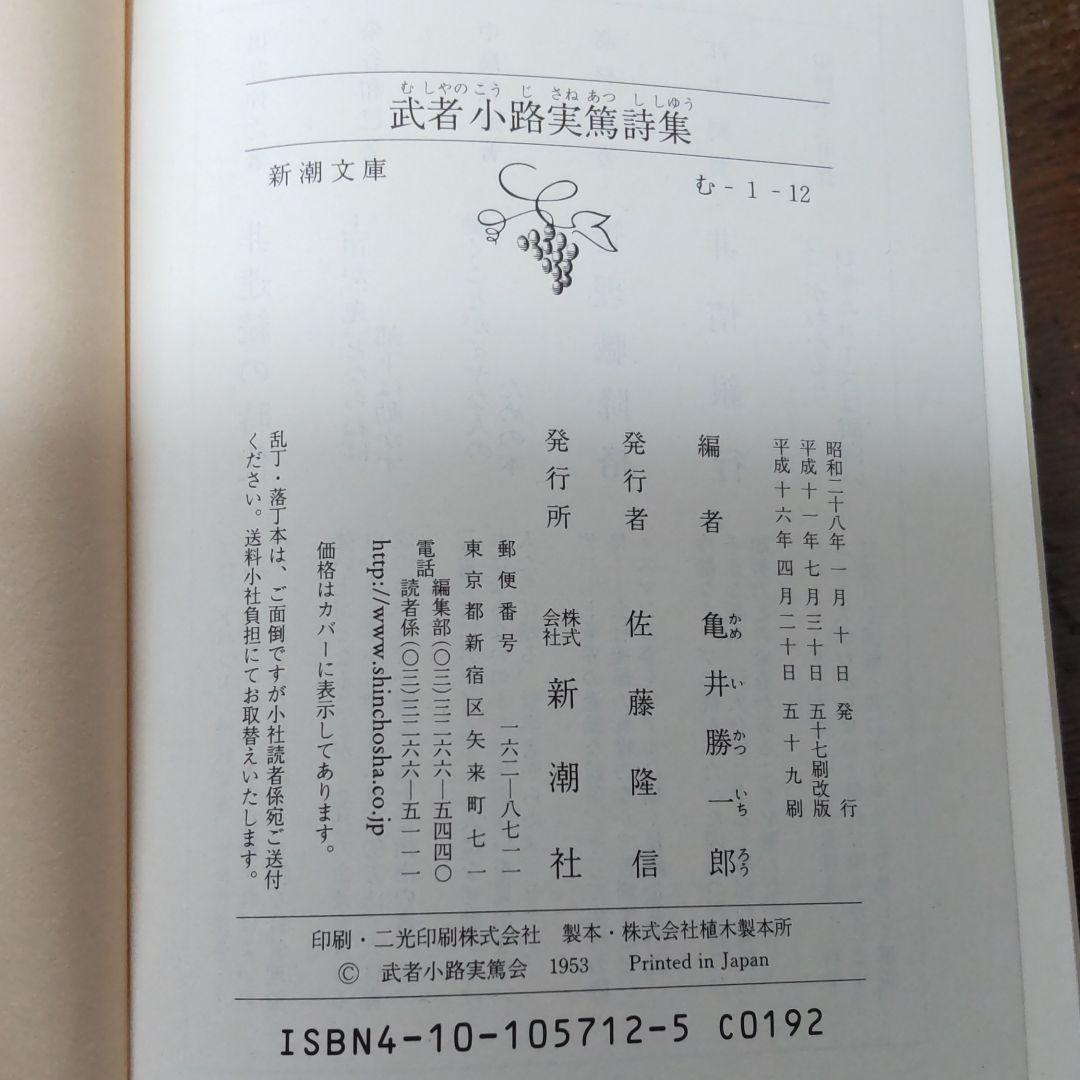 む しやの こう じ さね あつ し しゆう
武者小路実篤詩集
新潮文庫
む - 1 - 12
昭和二十八年 一月 十日 発行
平成十一年 七月三十日 五十七刷改版
平成十六年 四月二十日 五十九刷
編者 亀井勝一郎
かめ い かつ いち ろう
発行者 佐藤隆信
発行所 株式会社 新潮社
郵便番号 一六二―八七一一
東京都新宿区矢来町七一
電話 編集部(〇三)三二六六―五四四〇
読者係(〇三)三二六六―五一一一
http://www.shinchosha.co.jp
価格はカバーに表示してあります。
乱丁・落丁本は、ご面倒ですが小社読者係宛ご送付
ください。送料小社負担にてお取替えいたします。
印刷・二光印刷株式会社 製本・株式会社植木製本所
© 武者小路実篤会 1953 Printed in Japan
ISBN4-10-105712-5 C0192